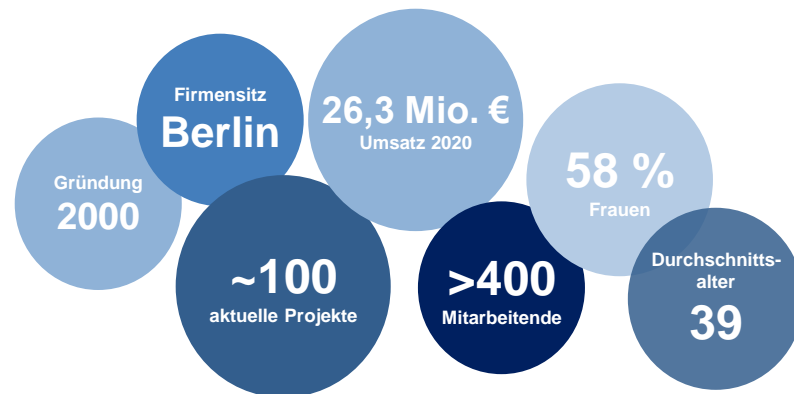 Gründung
2000
Firmensitz
Berlin
26,3 Mio. €
Umsatz 2020
~100
aktuelle Projekte
>400
Mitarbeitende
58 %
Frauen
Durchschnitts-
alter
39